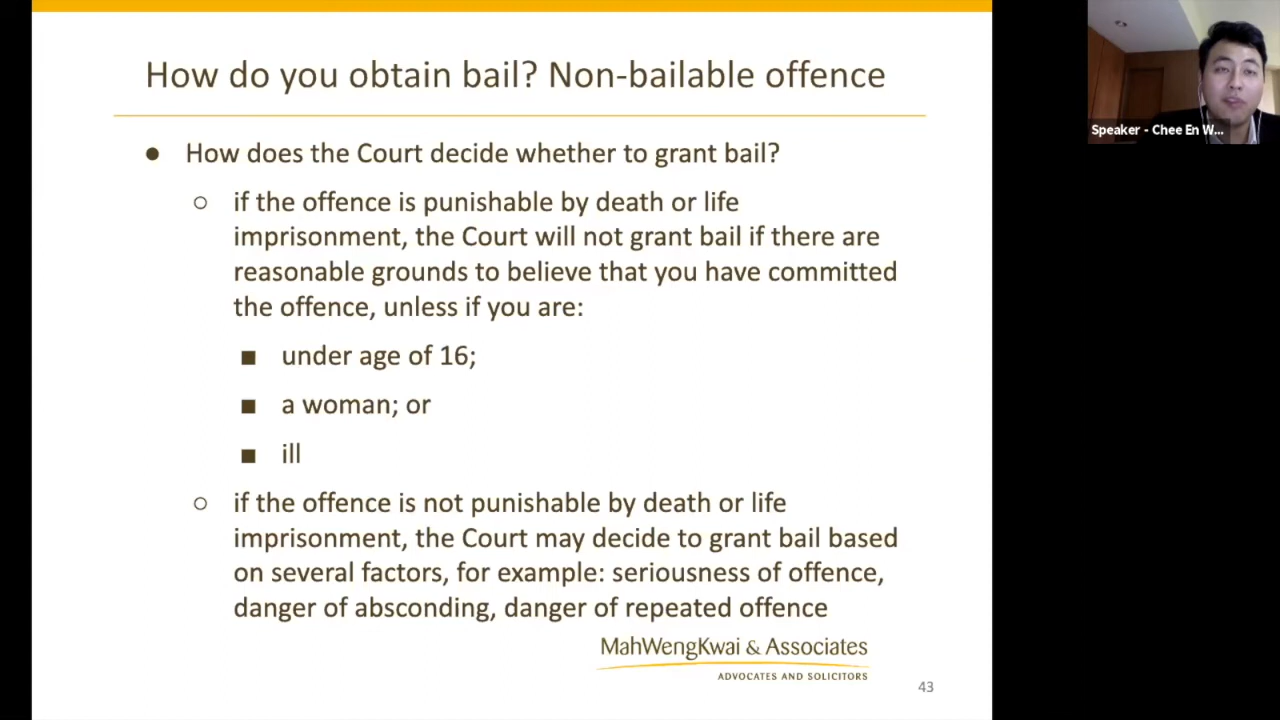 How do you obtain bail? Non-bailable offence
● How does the Court decide whether to grant bail?
○ if the offence is punishable by death or life
imprisonment, the Court will not grant bail if there are
reasonable grounds to believe that you have committed
the offence, unless if you are:
■ under age of 16;
■ a woman; or
■ ill
○ if the offence is not punishable by death or life
imprisonment, the Court may decide to grant bail based
on several factors, for example: seriousness of offence,
danger of absconding, danger of repeated offence
MahWengKwai & Associates
ADVOCATES AND SOLICITORS
43
Speaker - Chee En W...